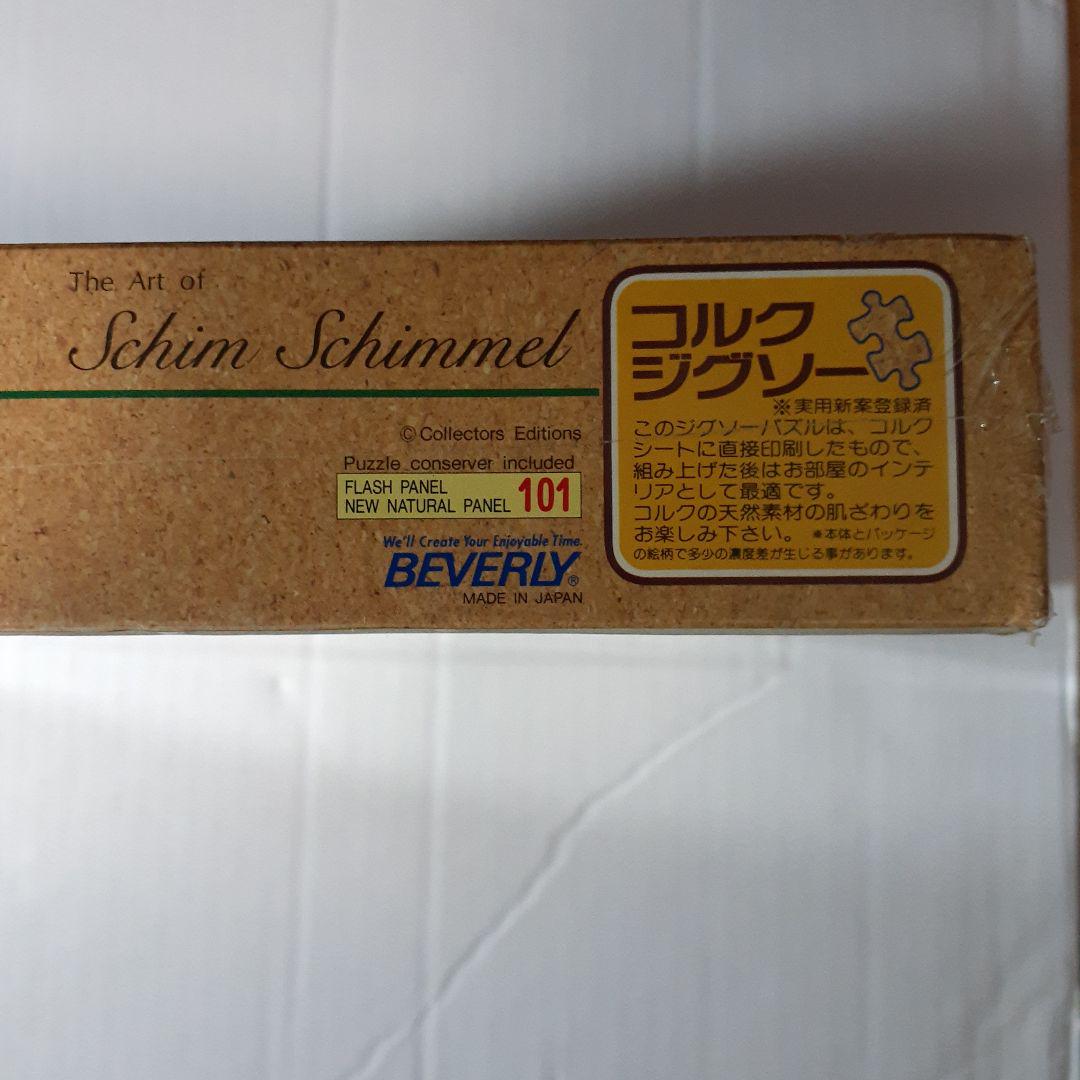 The Art of
Schim Schimmel
© Collectors Editions
Puzzle conserver included
FLASH PANEL
NEW NATURAL PANEL 101
We'll Create Your Enjoyable Time.
BEVERLY®
MADE IN JAPAN
コルク
ジグソー
※実用新案登録済
このジグソーパズルは、コルク
シートに直接印刷したもので、
組み上げた後はお部屋のインテ
リアとして最適です。
コルクの天然素材の肌ざわりを
お楽しみ下さい。 ※本体とパッケージ
の絵柄で多少の濃度差が生じる事があります。